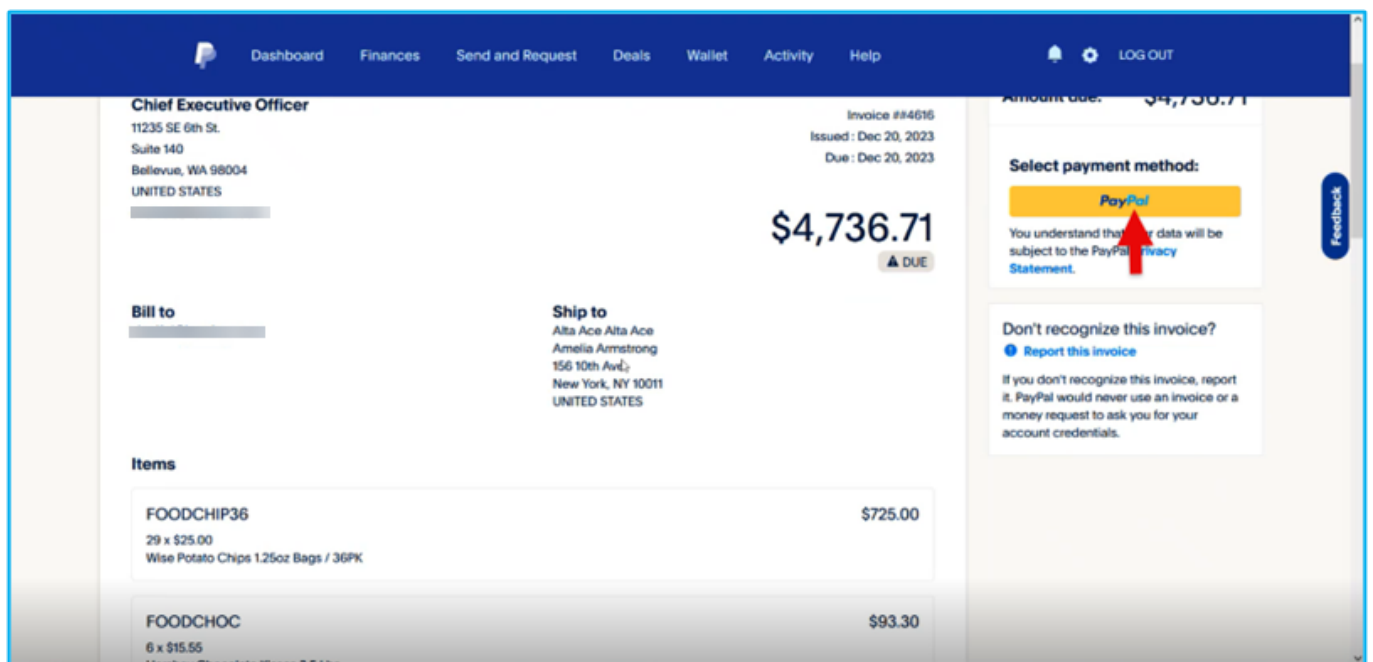 Dashboard Finances Send and Request Deals Wallet Activity Help LOG OUT
Chief Executive Officer
11235 SE 6th St.
Suite 140
Bellevue, WA 98004
UNITED STATES
Invoice ##4616
Issued : Dec 20, 2023
Due : Dec 20, 2023
$4,736.71
DUE
Bill to
Ship to
Alta Ace Alta Ace
Amelia Armstrong
156 10th Ave
New York, NY 10011
UNITED STATES
Items
FOODCHIP36 $725.00
29 x $25.00
Wise Potato Chips 1.25oz Bags / 36PK
FOODCHOC $93.30
6 x $15.55
Amount due: $4,736.71
Select payment method:
PayPal
You understand that data will be
subject to the PayPal Privacy
Statement.
Don't recognize this invoice?
Report this invoice
If you don't recognize this invoice, report
it. PayPal would never use an invoice or a
money request to ask you for your
account credentials.
Feedback